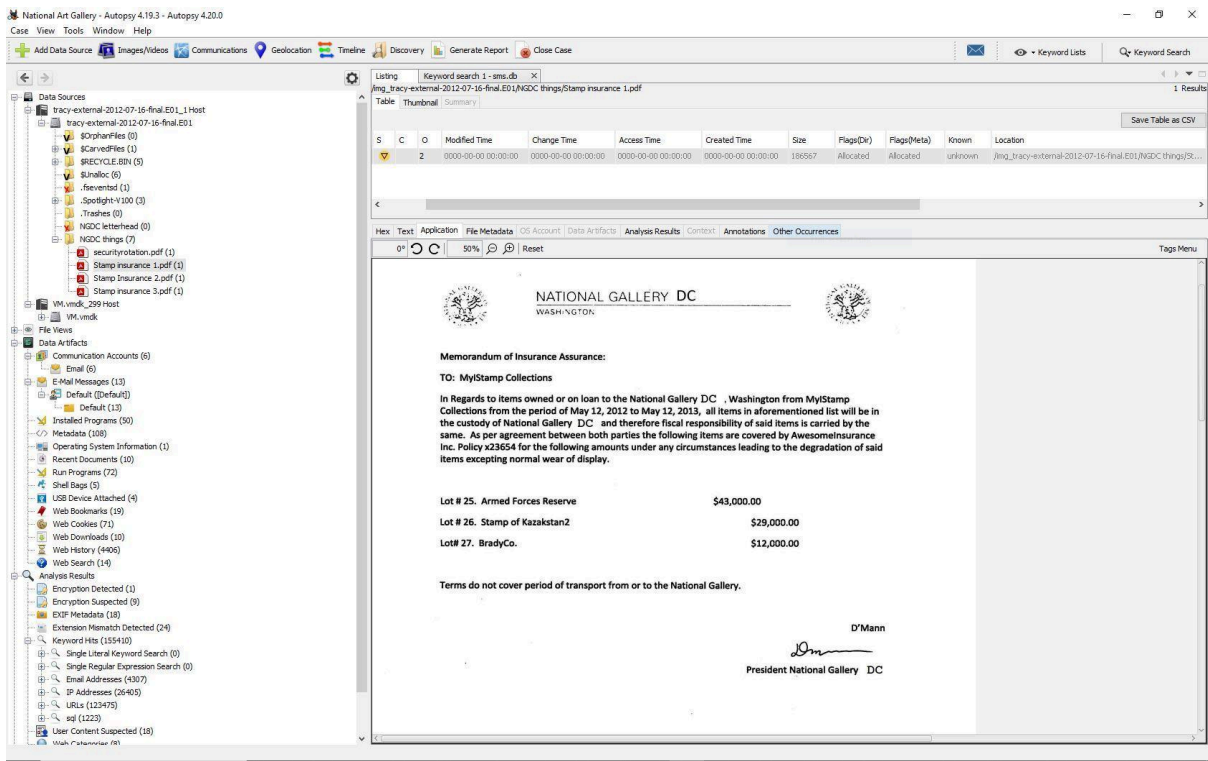 National Art Gallery - Autopsy 4.19.3 - Autopsy 4.20.0
Case View Tools Window Help
Add Data Source Images/Videos Communications Geolocation Timeline Discovery Generate Report Close Case Keyword Lists Keyword Search
Data Sources
tracy-external-2012-07-16-final.E01_1 Host
tracy-external-2012-07-16-final.E01
$OrphanFiles (0)
$CarvedFiles (1)
$RECYCLE.BIN (5)
$Unalloc (6)
.fseventsd (1)
.Spotlight-V100 (3)
.Trashes (0)
NGDC letterhead (0)
NGDC things (7)
securityrotation.pdf (1)
Stamp insurance 1.pdf (1)
Stamp Insurance 2.pdf (1)
Stamp insurance 3.pdf (1)
VM.vmdk_299 Host
VM.vmdk
File Views
Data Artifacts
Communication Accounts (6)
Email (6)
E-Mail Messages (13)
Default ([Default])
Default (13)
Installed Programs (50)
Metadata (108)
Operating System Information (1)
Recent Documents (10)
Run Programs (72)
Shell Bags (5)
USB Device Attached (4)
Web Bookmarks (19)
Web Cookies (71)
Web Downloads (10)
Web History (4406)
Web Search (14)
Analysis Results
Encryption Detected (1)
Encryption Suspected (9)
EXIF Metadata (18)
Extension Mismatch Detected (24)
Keyword Hits (155410)
Single Literal Keyword Search (0)
Single Regular Expression Search (0)
Email Addresses (4307)
IP Addresses (26405)
URLs (123475)
sql (1223)
User Content Suspected (18)
Web Categories (8)
Listing Keyword search 1 - sms.db
/img_tracy-external-2012-07-16-final.E01/NGDC things/Stamp insurance 1.pdf
1 Results
Table Thumbnail Summary
Save Table as CSV
S C O Modified Time Change Time Access Time Created Time Size Flags(Dir) Flags(Meta) Known Location
2 0000-00-00 00:00:00 0000-00-00 00:00:00 0000-00-00 00:00:00 0000-00-00 00:00:00 186567 Allocated Allocated unknown /img_tracy-external-2012-07-16-final.E01/NGDC things/St...
Hex Text Application File Metadata OS Account Data Artifacts Analysis Results Context Annotations Other Occurrences
0° 50% Reset Tags Menu
NATIONAL GALLERY DC
WASHINGTON
Memorandum of Insurance Assurance:
TO: MyIStamp Collections
In Regards to items owned or on loan to the National Gallery DC , Washington from MyIStamp
Collections from the period of May 12, 2012 to May 12, 2013, all items in aforementioned list will be in
the custody of National Gallery DC and therefore fiscal responsibility of said items is carried by the
same. As per agreement between both parties the following items are covered by AwesomeInsurance
Inc. Policy x23654 for the following amounts under any circumstances leading to the degradation of said
items excepting normal wear of display.
Lot # 25. Armed Forces Reserve $43,000.00
Lot # 26. Stamp of Kazakstan2 $29,000.00
Lot# 27. BradyCo. $12,000.00
Terms do not cover period of transport from or to the National Gallery.
D'Mann
President National Gallery DC